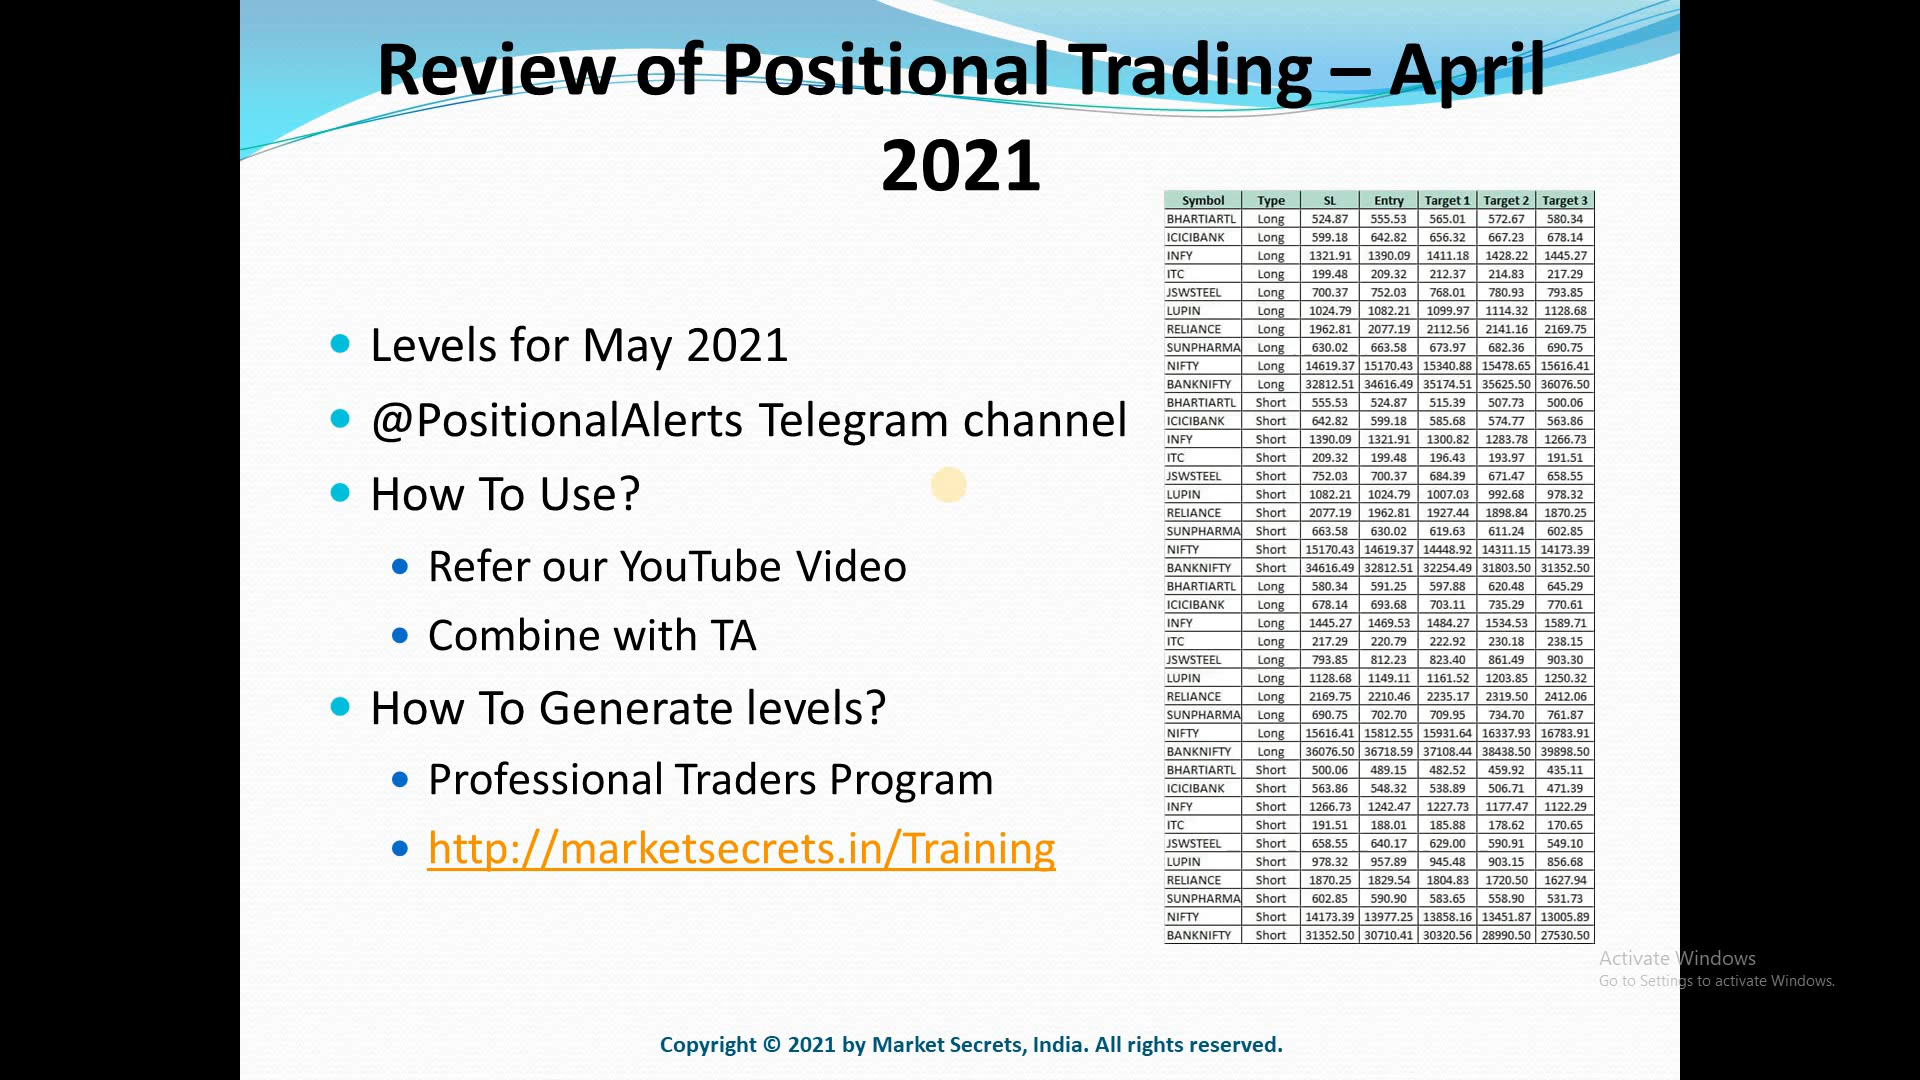 Review of Positional Trading – April
2021
Levels for May 2021
@PositionalAlerts Telegram channel
How To Use?
Refer our YouTube Video
Combine with TA
How To Generate levels?
Professional Traders Program
http://marketsecrets.in/Training
Symbol Type SL Entry Target 1 Target 2 Target 3
BHARTIARTL Long 524.87 555.53 565.01 572.67 580.34
ICICIBANK Long 599.18 642.82 656.32 667.23 678.14
INFY Long 1321.91 1390.09 1411.18 1428.22 1445.27
ITC Long 199.48 209.32 212.37 214.83 217.29
JSWSTEEL Long 700.37 752.03 768.01 780.93 793.85
LUPIN Long 1024.79 1082.21 1099.97 1114.32 1128.68
RELIANCE Long 1962.81 2077.19 2112.56 2141.16 2169.75
SUNPHARMA Long 630.02 663.58 673.97 682.36 690.75
NIFTY Long 14619.37 15170.43 15340.88 15478.65 15616.41
BANKNIFTY Long 32812.51 34616.49 35174.51 35625.50 36076.50
BHARTIARTL Short 555.53 524.87 515.39 507.73 500.06
ICICIBANK Short 642.82 599.18 585.68 574.77 563.86
INFY Short 1390.09 1321.91 1300.82 1283.78 1266.73
ITC Short 209.32 199.48 196.43 193.97 191.51
JSWSTEEL Short 752.03 700.37 684.39 671.47 658.55
LUPIN Short 1082.21 1024.79 1007.03 992.68 978.32
RELIANCE Short 2077.19 1962.81 1927.44 1898.84 1870.25
SUNPHARMA Short 663.58 630.02 619.63 611.24 602.85
NIFTY Short 15170.43 14619.37 14448.92 14311.15 14173.39
BANKNIFTY Short 34616.49 32812.51 32254.49 31803.50 31352.50
BHARTIARTL Long 580.34 591.25 597.88 620.48 645.29
ICICIBANK Long 678.14 693.68 703.11 735.29 770.61
INFY Long 1445.27 1469.53 1484.27 1534.53 1589.71
ITC Long 217.29 220.79 222.92 230.18 238.15
JSWSTEEL Long 793.85 812.23 823.40 861.49 903.30
LUPIN Long 1128.68 1149.11 1161.52 1203.85 1250.32
RELIANCE Long 2169.75 2210.46 2235.17 2319.50 2412.06
SUNPHARMA Long 690.75 702.70 709.95 734.70 761.87
NIFTY Long 15616.41 15812.55 15931.64 16337.93 16783.91
BANKNIFTY Long 36076.50 36718.59 37108.44 38438.50 39898.50
BHARTIARTL Short 500.06 489.15 482.52 459.92 435.11
ICICIBANK Short 563.86 548.32 538.89 506.71 471.39
INFY Short 1266.73 1242.47 1227.73 1177.47 1122.29
ITC Short 191.51 188.01 185.88 178.62 170.65
JSWSTEEL Short 658.55 640.17 629.00 590.91 549.10
LUPIN Short 978.32 957.89 945.48 903.15 856.68
RELIANCE Short 1870.25 1829.54 1804.83 1720.50 1627.94
SUNPHARMA Short 602.85 590.90 583.65 558.90 531.73
NIFTY Short 14173.39 13977.25 13858.16 13451.87 13005.89
BANKNIFTY Short 31352.50 30710.41 30320.56 28990.50 27530.50
Activate Windows
Go to Settings to activate Windows.
Copyright © 2021 by Market Secrets, India. All rights reserved.